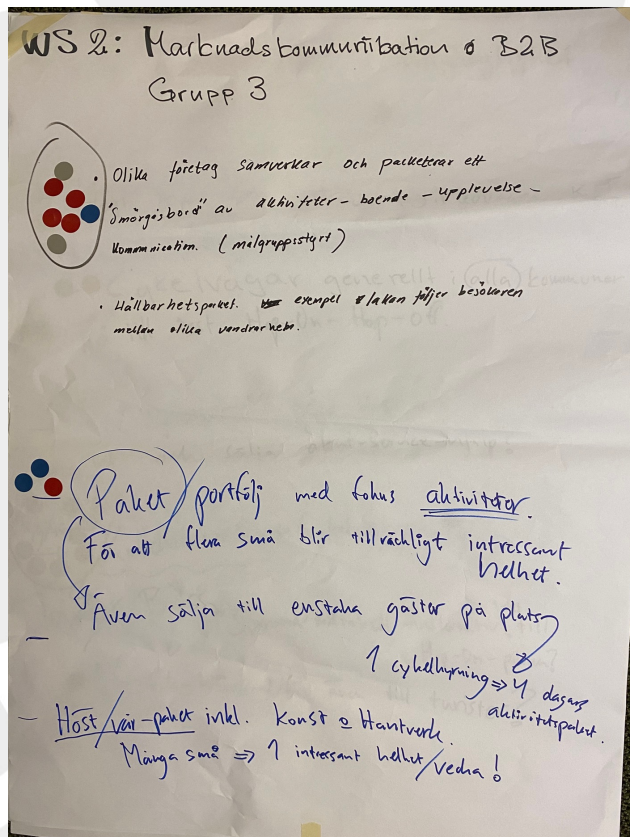 WS 2: Marknadskommunikation o B2B
Grupp 3
• Olika företag samverkar och packeterar ett
"Smörgåsbord" av aktiviteter – boende – upplevelse –
kommunication. (målgruppsstyrt)
• Hållbarhetspaket. exempel lakan följer besökaren
mellan olika vandrarhem.
Paket/portfölj med fokus aktiviteter.
För att flera små blir tillräckligt intressant
helhet.
Även sälja till enstaka gäster på plats
1 cykelhyrning => 4 dagars
aktivitetspaket.
– Höst/vår-paket inkl. Konst o Hantverk.
Många små => 1 intressant helhet/vecka!